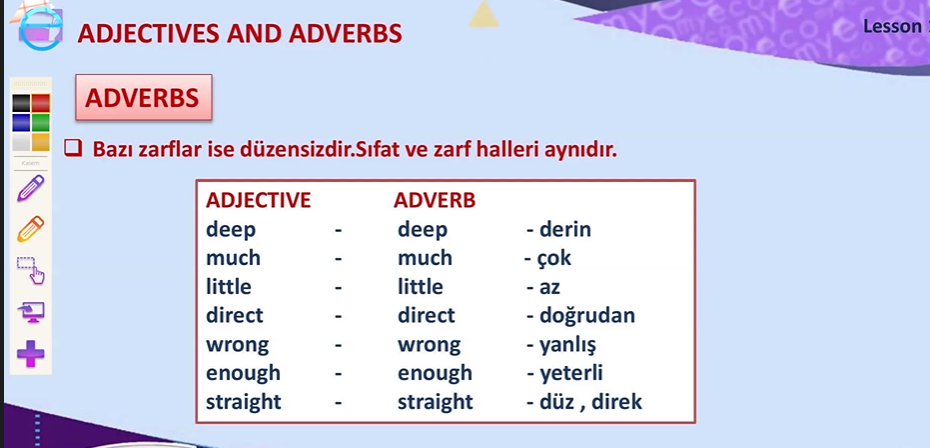 ADJECTIVES AND ADVERBS
Lesson
ADVERBS
❑ Bazı zarflar ise düzensizdir.Sıfat ve zarf halleri aynıdır.
ADJECTIVE ADVERB
deep - deep - derin
much - much - çok
little - little - az
direct - direct - doğrudan
wrong - wrong - yanlış
enough - enough - yeterli
straight - straight - düz , direk